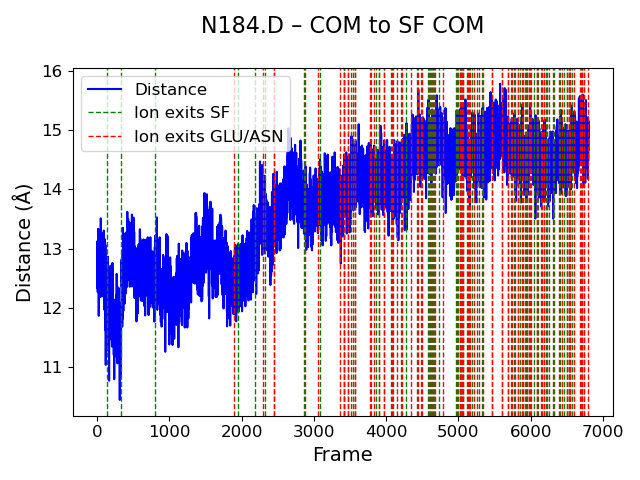 N184.D – COM to SF COM
Distance
Ion exits SF
Ion exits GLU/ASN
Distance (Å)
16
15
14
13
12
11
0 1000 2000 3000 4000 5000 6000 7000
Frame